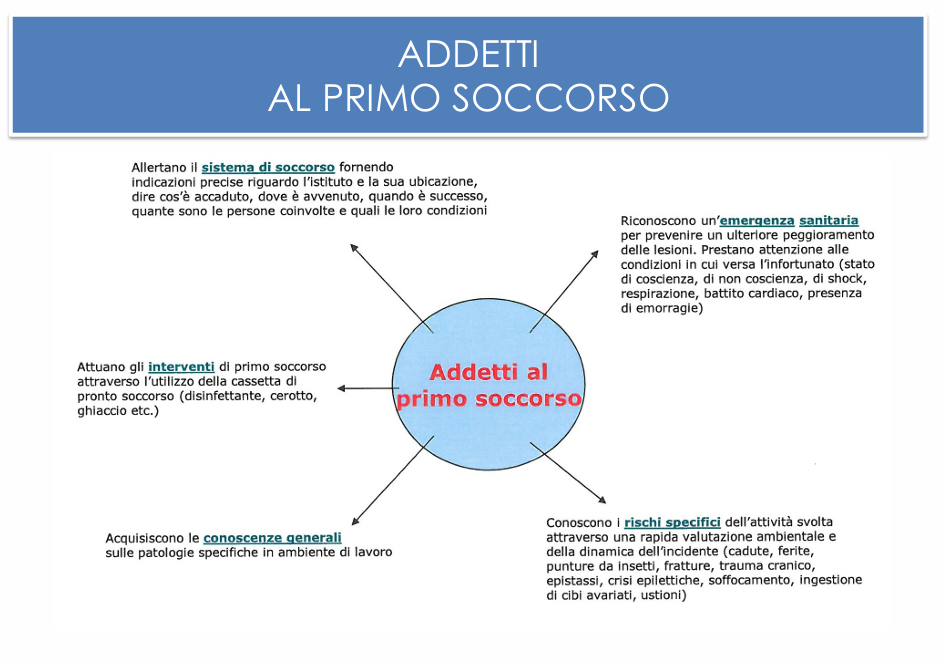 ADDETTI
AL PRIMO SOCCORSO
Allertano il sistema di soccorso fornendo
indicazioni precise riguardo l'istituto e la sua ubicazione,
dire cos'è accaduto, dove è avvenuto, quando è successo,
quante sono le persone coinvolte e quali le loro condizioni
Riconoscono un'emergenza sanitaria
per prevenire un ulteriore peggioramento
delle lesioni. Prestano attenzione alle
condizioni in cui versa l'infortunato (stato
di coscienza, di non coscienza, di shock,
respirazione, battito cardiaco, presenza
di emorragie)
Attuano gli interventi di primo soccorso
attraverso l'utilizzo della cassetta di
pronto soccorso (disinfettante, cerotto,
ghiaccio etc.)
Addetti al
primo soccorso
Acquisiscono le conoscenze generali
sulle patologie specifiche in ambiente di lavoro
Conoscono i rischi specifici dell'attività svolta
attraverso una rapida valutazione ambientale e
della dinamica dell'incidente (cadute, ferite,
punture da insetti, fratture, trauma cranico,
epistassi, crisi epilettiche, soffocamento, ingestione
di cibi avariati, ustioni)